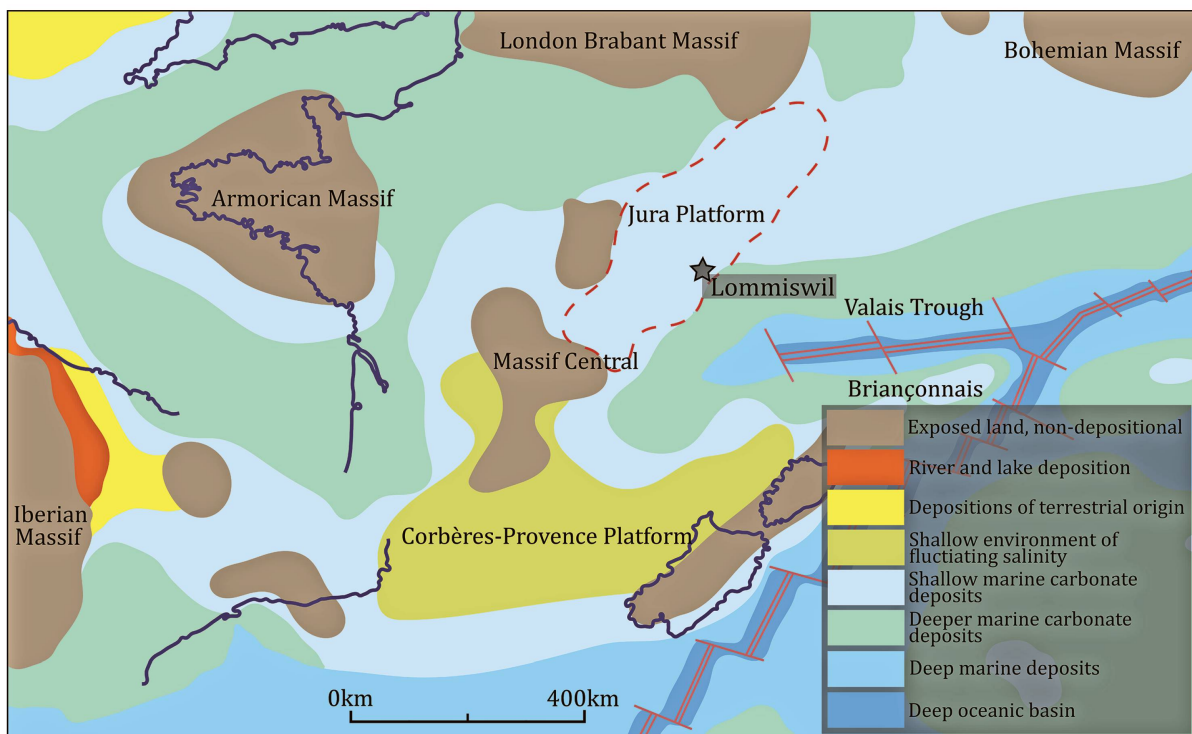 London Brabant Massif
Bohemian Massif
Armorican Massif
Jura Platform
Lommiswil
Valais Trough
Massif Central
Briançonnais
Exposed land, non-depositional
River and lake deposition
Iberian
Massif
Depositions of terrestrial origin
Corbères-Provence Platform
Shallow environment of
fluctiating salinity
Shallow marine carbonate
deposits
Deeper marine carbonate
deposits
Deep marine deposits
0km
400km
Deep oceanic basin